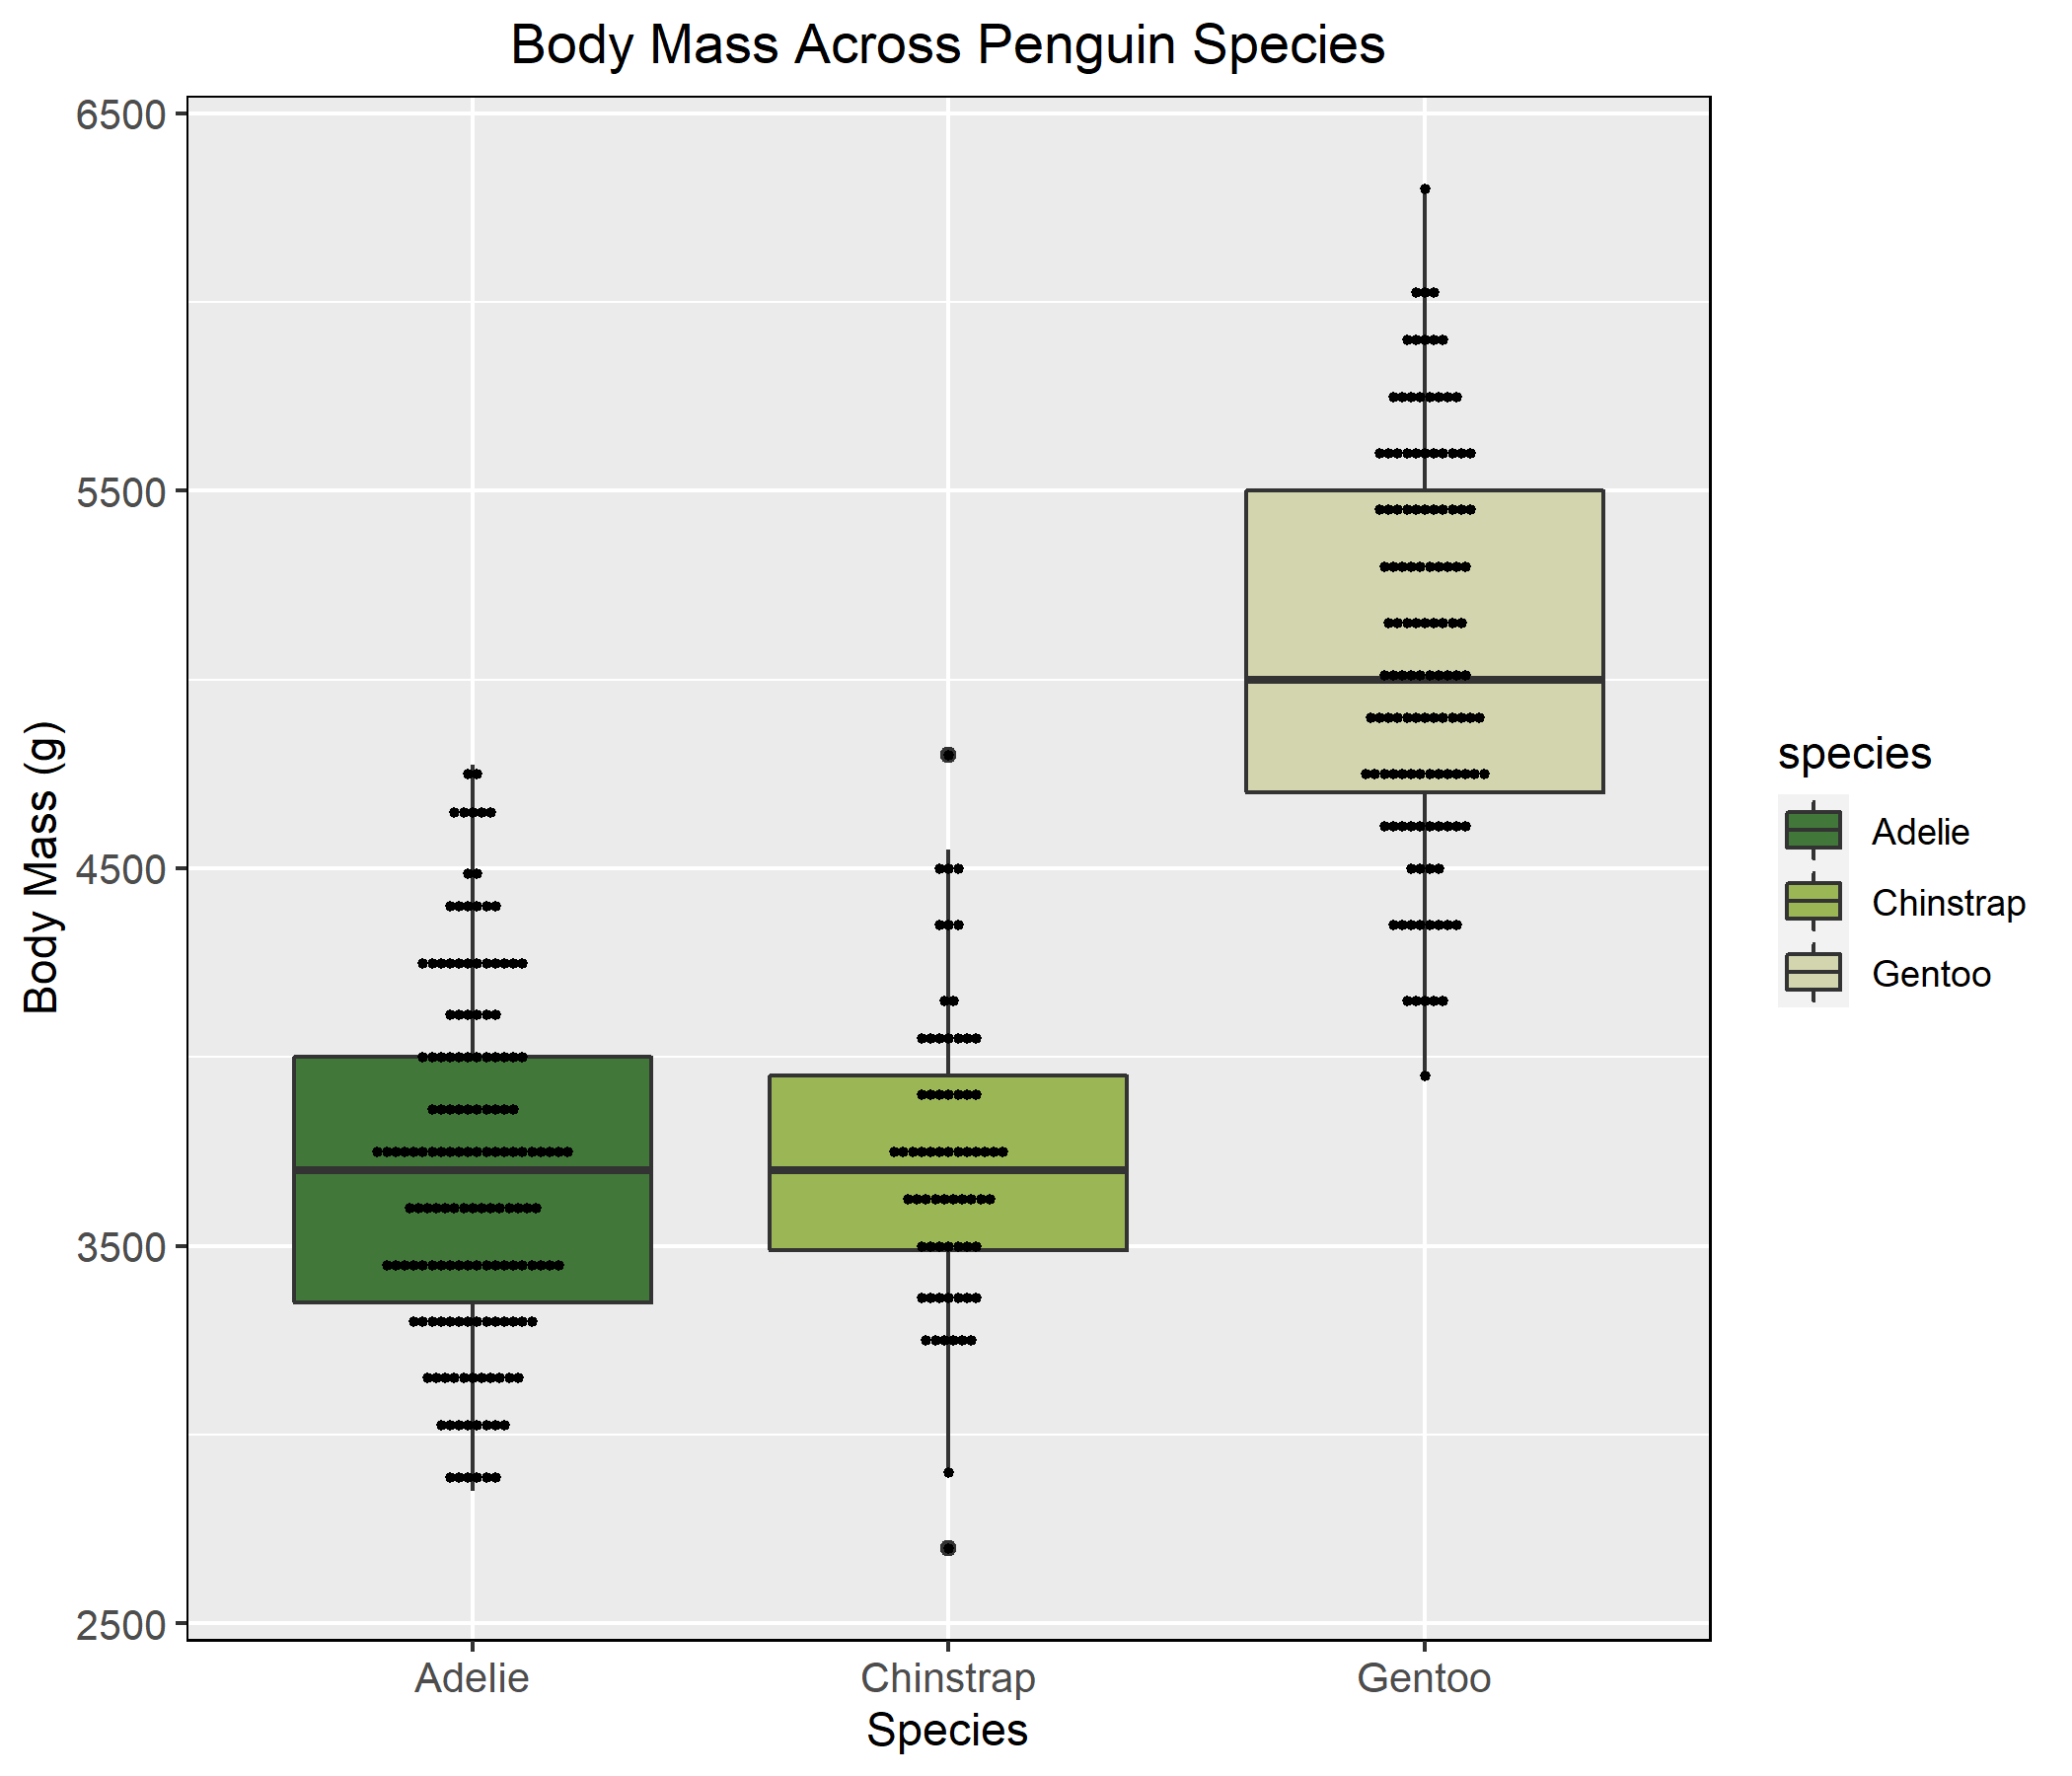 Body Mass Across Penguin Species
6500
5500
4500
3500
2500
Body Mass (g)
Adelie
Chinstrap
Gentoo
Species
species
Adelie
Chinstrap
Gentoo